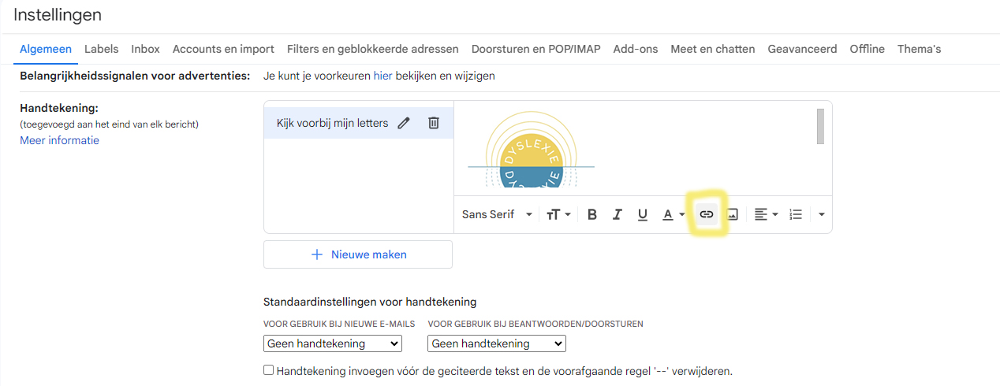 Instellingen
Algemeen Labels Inbox Accounts en import Filters en geblokkeerde adressen Doorsturen en POP/IMAP Add-ons Meet en chatten Geavanceerd Offline Thema's
Belangrijkheidssignalen voor advertenties: Je kunt je voorkeuren hier bekijken en wijzigen
Handtekening:
(toegevoegd aan het eind van elk bericht)
Meer informatie
Kijk voorbij mijn letters
DYSLEXIE
Sans Serif TT B I U A
Nieuwe maken
Standaardinstellingen voor handtekening
VOOR GEBRUIK BIJ NIEUWE E-MAILS VOOR GEBRUIK BIJ BEANTWOORDEN/DOORSTUREN
Geen handtekening Geen handtekening
Handtekening invoegen vóór de geciteerde tekst en de voorafgaande regel '--' verwijderen.